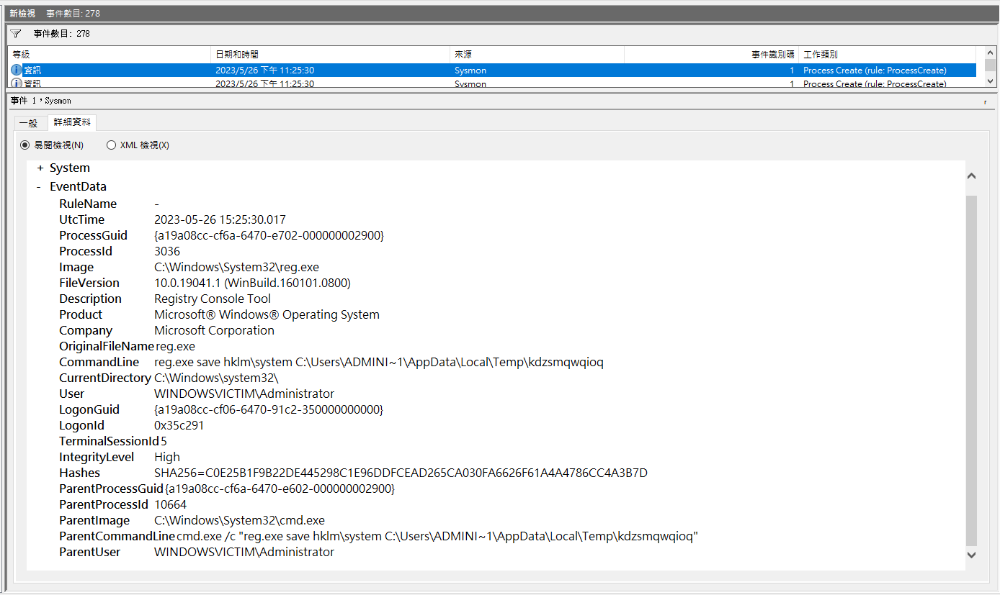 新檢視 事件數目: 278
事件數目: 278
等級 日期和時間 來源 事件識別碼 工作類別
資訊 2023/5/26 下午 11:25:30 Sysmon 1 Process Create (rule: ProcessCreate)
資訊 2023/5/26 下午 11:25:30 Sysmon 1 Process Create (rule: ProcessCreate)
事件 1，Sysmon
一般 詳細資料
易閱檢視(N) XML 檢視(X)
+ System
- EventData
RuleName -
UtcTime 2023-05-26 15:25:30.017
ProcessGuid {a19a08cc-cf6a-6470-e702-000000002900}
ProcessId 3036
Image C:\Windows\System32\reg.exe
FileVersion 10.0.19041.1 (WinBuild.160101.0800)
Description Registry Console Tool
Product Microsoft® Windows® Operating System
Company Microsoft Corporation
OriginalFileName reg.exe
CommandLine reg.exe save hklm\system C:\Users\ADMINI~1\AppData\Local\Temp\kdzsmqwqioq
CurrentDirectory C:\Windows\system32\
User WINDOWSVICTIM\Administrator
LogonGuid {a19a08cc-cf06-6470-91c2-350000000000}
LogonId 0x35c291
TerminalSessionId 5
IntegrityLevel High
Hashes SHA256=C0E25B1F9B22DE445298C1E96DDFCEAD265CA030FA6626F61A4A4786CC4A3B7D
ParentProcessGuid {a19a08cc-cf6a-6470-e602-000000002900}
ParentProcessId 10664
ParentImage C:\Windows\System32\cmd.exe
ParentCommandLine cmd.exe /c "reg.exe save hklm\system C:\Users\ADMINI~1\AppData\Local\Temp\kdzsmqwqioq"
ParentUser WINDOWSVICTIM\Administrator